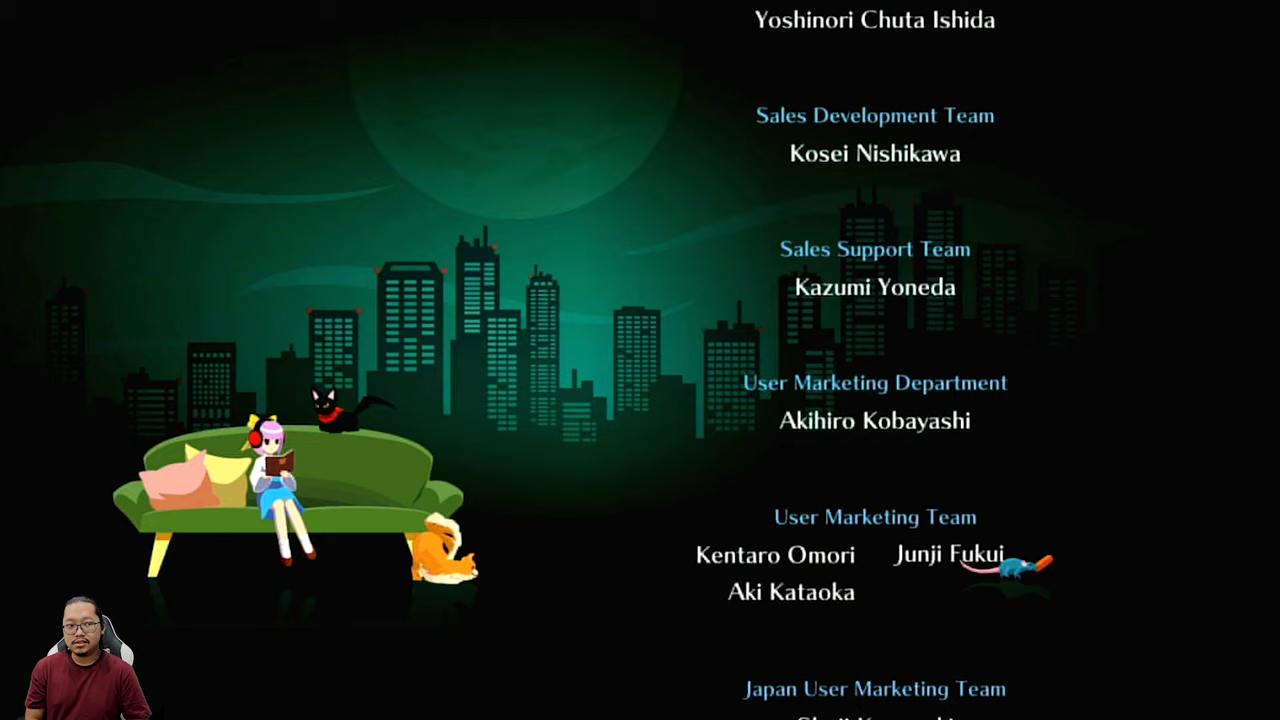 Yoshinori Chuta Ishida
Sales Development Team
Kosei Nishikawa
Sales Support Team
Kazumi Yoneda
User Marketing Department
Akihiro Kobayashi
User Marketing Team
Kentaro Omori Junji Fukui
Aki Kataoka
Japan User Marketing Team